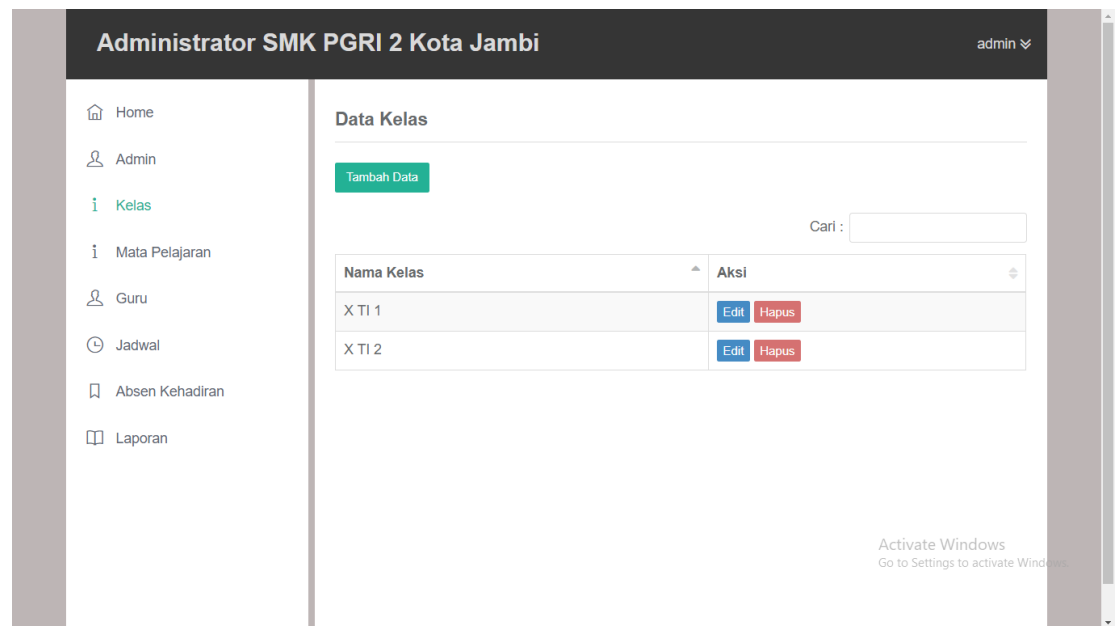 Administrator SMK PGRI 2 Kota Jambi
admin
Home
Admin
Kelas
Mata Pelajaran
Guru
Jadwal
Absen Kehadiran
Laporan
Data Kelas
Tambah Data
Cari :
Nama Kelas Aksi
X TI 1 Edit Hapus
X TI 2 Edit Hapus
Activate Windows
Go to Settings to activate Windows.